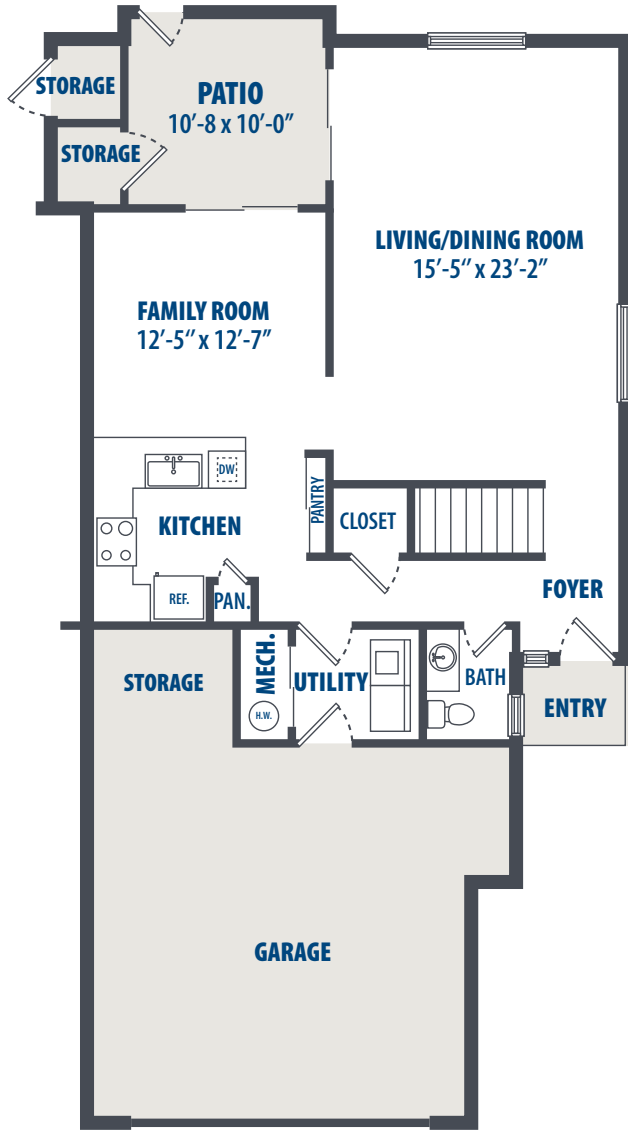 STORAGE
PATIO
10'-8 x 10'-0"
STORAGE
LIVING/DINING ROOM
15'-5" x 23'-2"
FAMILY ROOM
12'-5" x 12'-7"
DW
PANTRY
CLOSET
KITCHEN
REF.
PAN.
FOYER
STORAGE
MECH.
H.W.
UTILITY
BATH
ENTRY
GARAGE